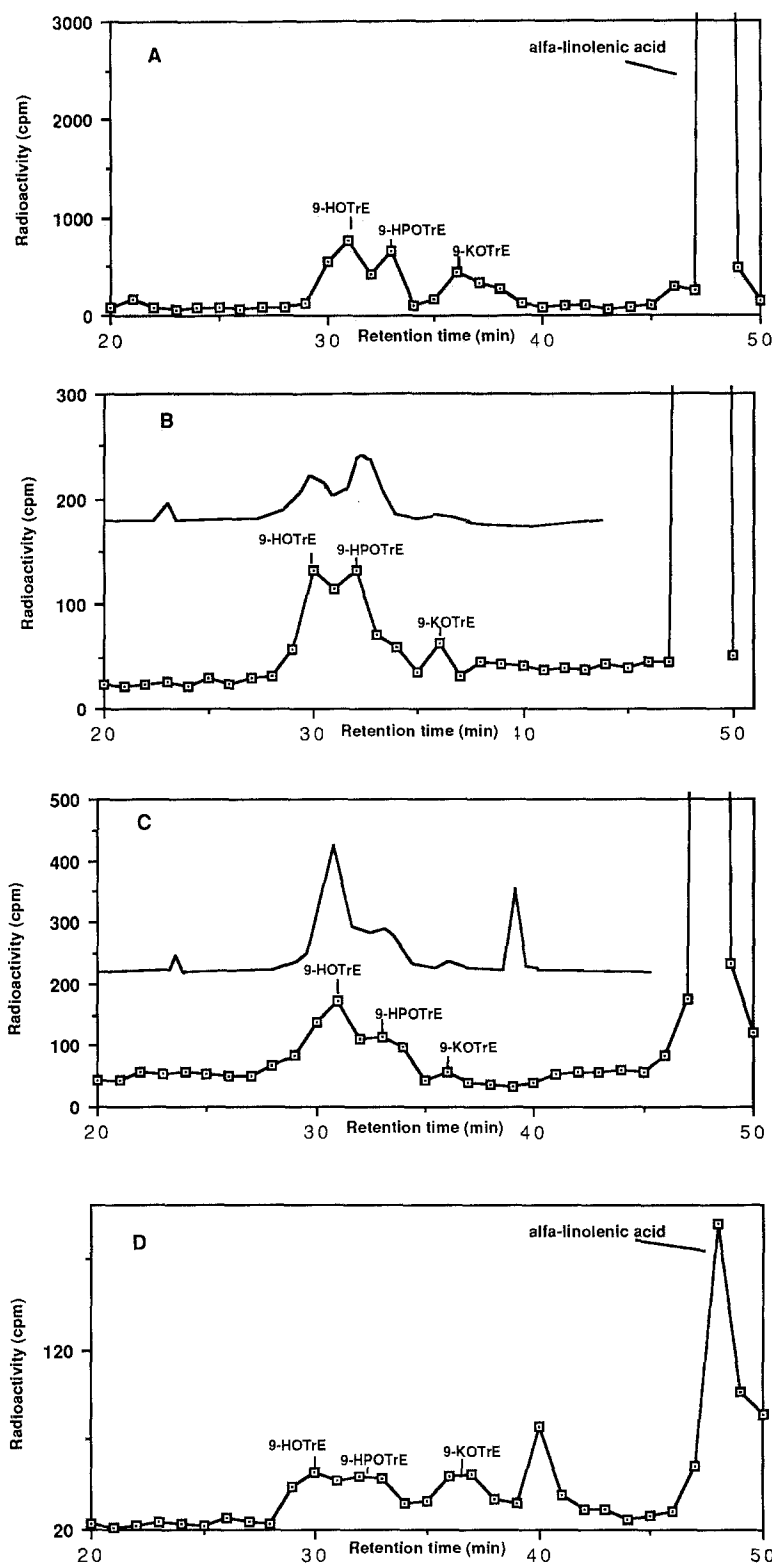 3000
A
alfa-linolenic acid
2000
Radioactivity (cpm)
1000
9-HOTrE
9-HPOTrE
9-KOTrE
0
20 30 Retention time (min) 40 50
300
B
200
Radioactivity (cpm)
9-HOTrE
9-HPOTrE
100
9-KOTrE
0
20 30 Retention time (min) 40 50
500
C
400
Radioactivity (cpm)
300
200
9-HOTrE
9-HPOTrE
100
9-KOTrE
0
20 30 Retention time (min) 40 50
D
alfa-linolenic acid
120
Radioactivity (cpm)
9-HOTrE
9-HPOTrE
9-KOTrE
20
20 30 Retention time (min) 40 50